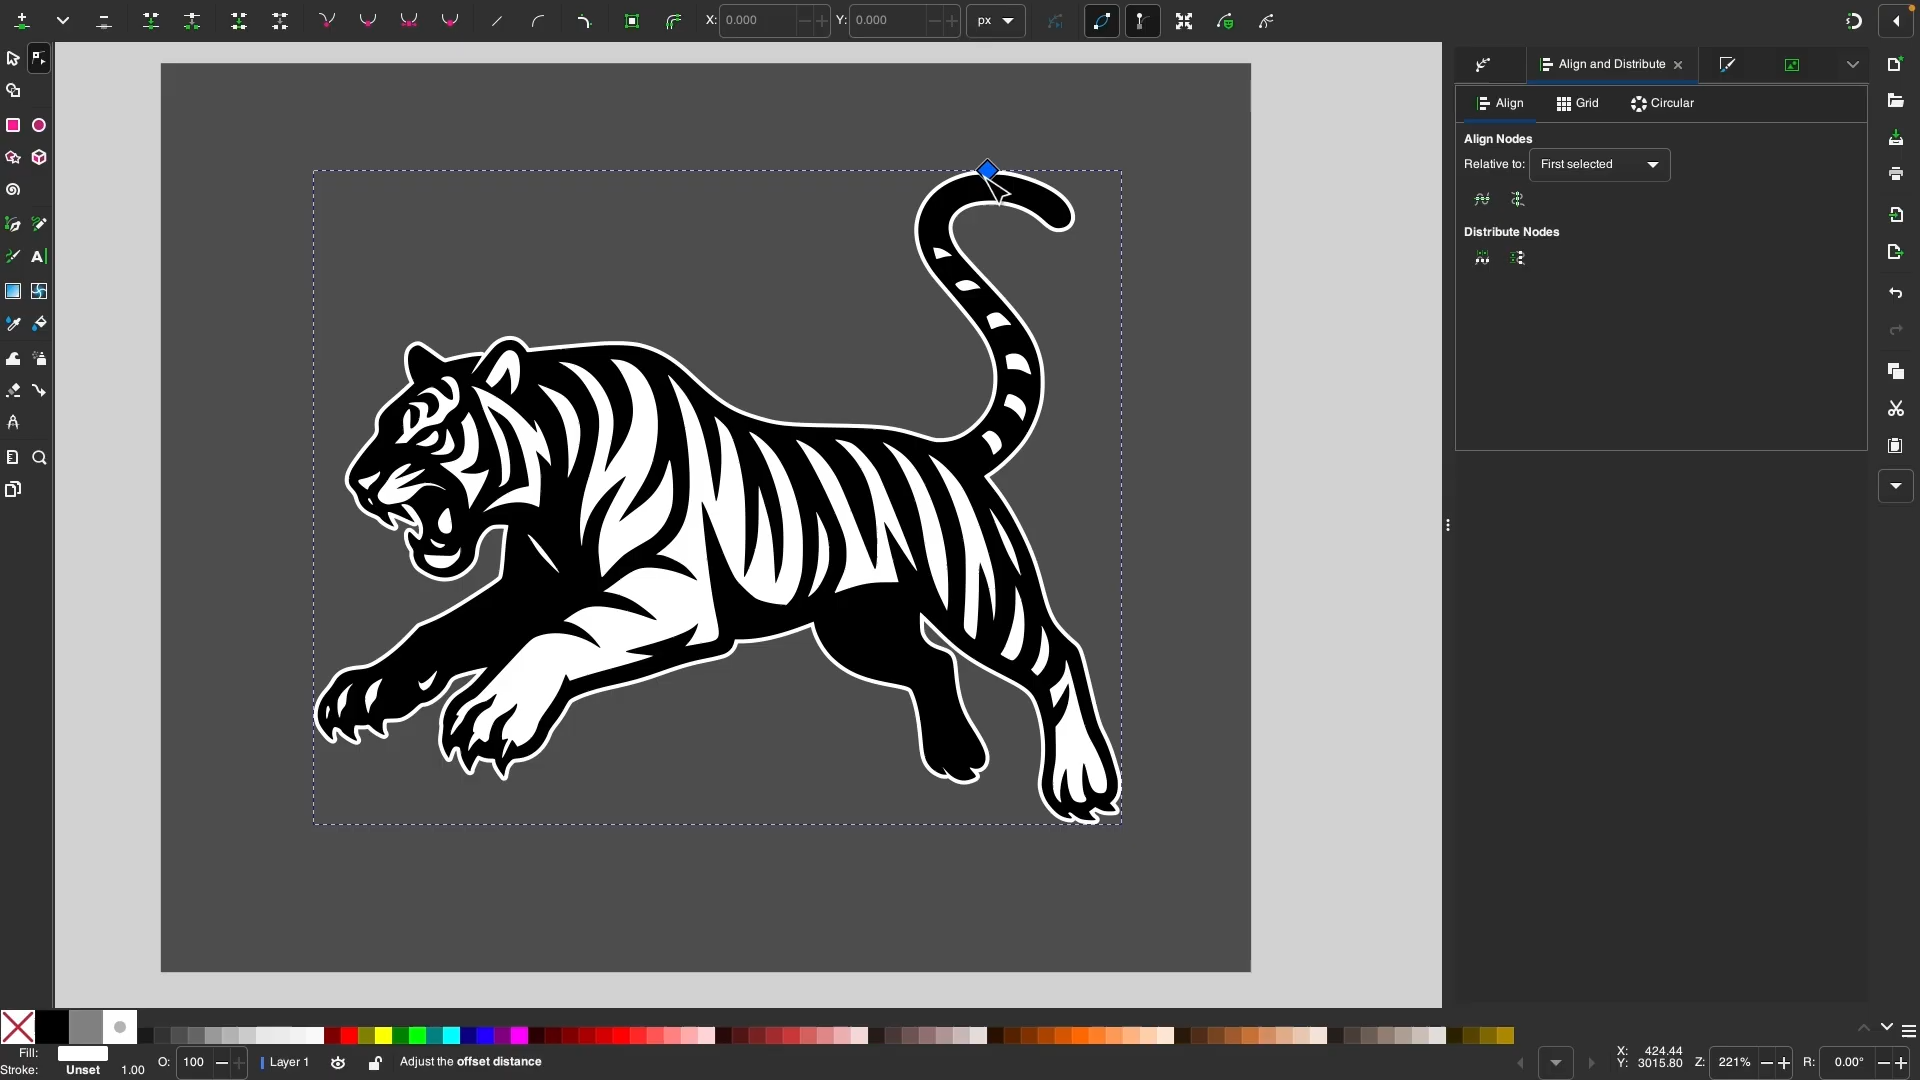 X: 0.000 Y: 0.000 px
Align and Distribute
Align Grid Circular
Align Nodes
Relative to: First selected
Distribute Nodes
Fill:
Stroke: Unset 1.00
O: 100
Layer 1
Adjust the offset distance
X: 424.44
Y: 3015.80
Z: 221%
R: 0.00°